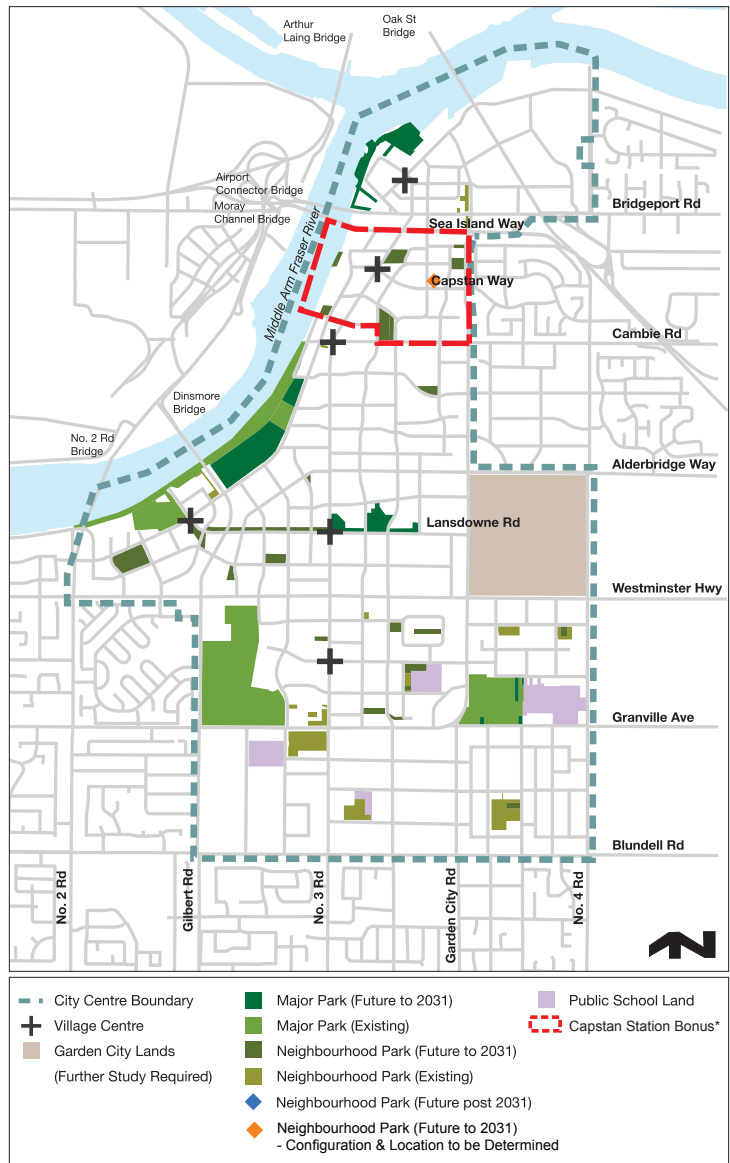 Arthur
Laing Bridge
Oak St
Bridge
Airport
Connector Bridge
Moray
Channel Bridge
Bridgeport Rd
Sea Island Way
Middle Arm Fraser River
Capstan Way
Cambie Rd
Dinsmore
Bridge
No. 2 Rd
Bridge
Alderbridge Way
Lansdowne Rd
Westminster Hwy
Granville Ave
Blundell Rd
No. 2 Rd
Gilbert Rd
No. 3 Rd
Garden City Rd
No. 4 Rd
N
City Centre Boundary
Village Centre
Garden City Lands
(Further Study Required)
Major Park (Future to 2031)
Major Park (Existing)
Neighbourhood Park (Future to 2031)
Neighbourhood Park (Existing)
Neighbourhood Park (Future post 2031)
Neighbourhood Park (Future to 2031)
- Configuration & Location to be Determined
Public School Land
Capstan Station Bonus*